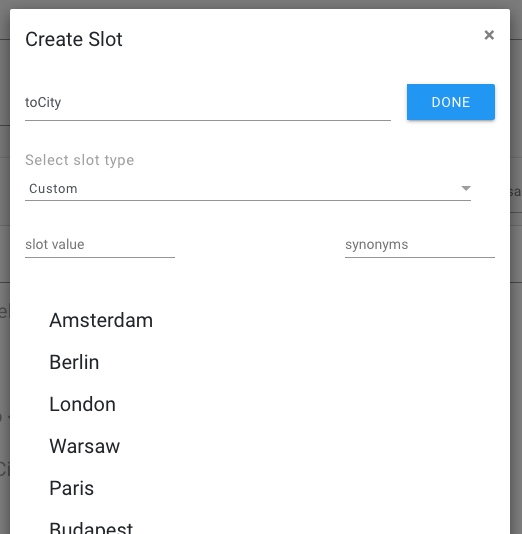 Create Slot ×
toCity DONE
Select slot type
Custom
slot value synonyms
Amsterdam
Berlin
London
Warsaw
Paris
Budapest